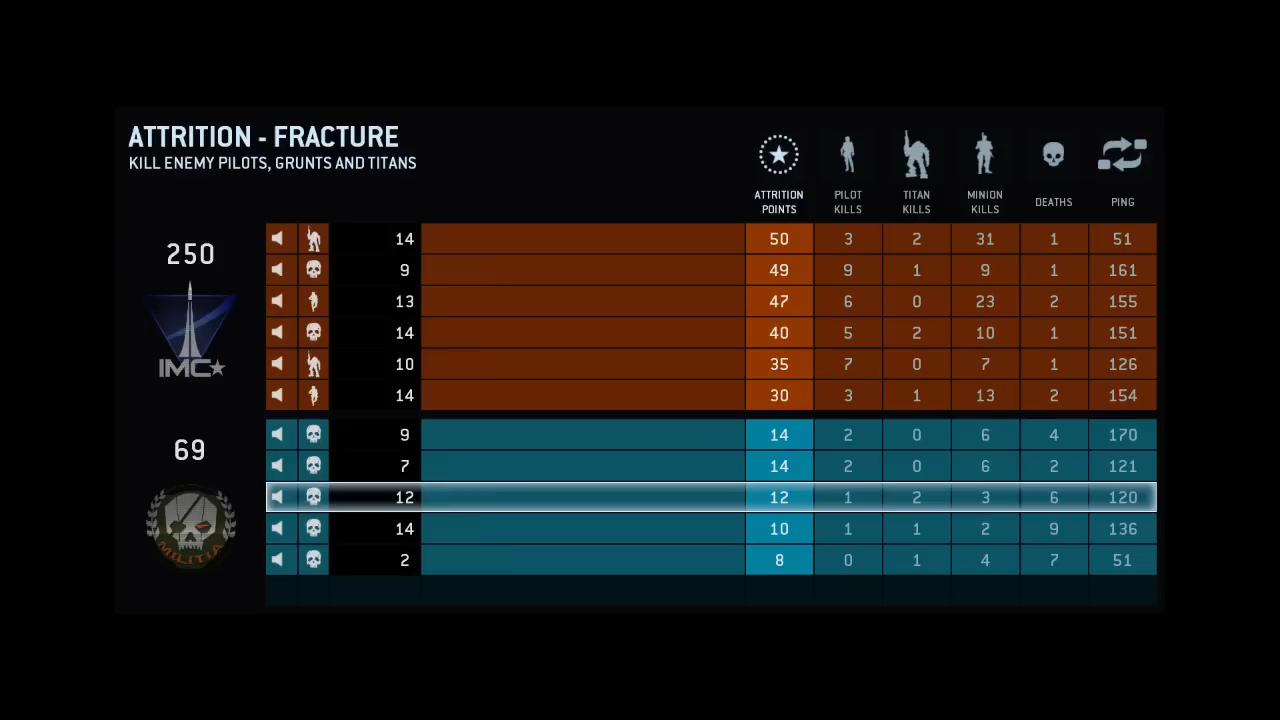 ATTRITION - FRACTURE
KILL ENEMY PILOTS, GRUNTS AND TITANS
ATTRITION POINTS PILOT KILLS TITAN KILLS MINION KILLS DEATHS PING
250
IMC
14 50 3 2 31 1 51
9 49 9 1 9 1 161
13 47 6 0 23 2 155
14 40 5 2 10 1 151
10 35 7 0 7 1 126
14 30 3 1 13 2 154
69
MILITIA
9 14 2 0 6 4 170
7 14 2 0 6 2 121
12 12 1 2 3 6 120
14 10 1 1 2 9 136
2 8 0 1 4 7 51